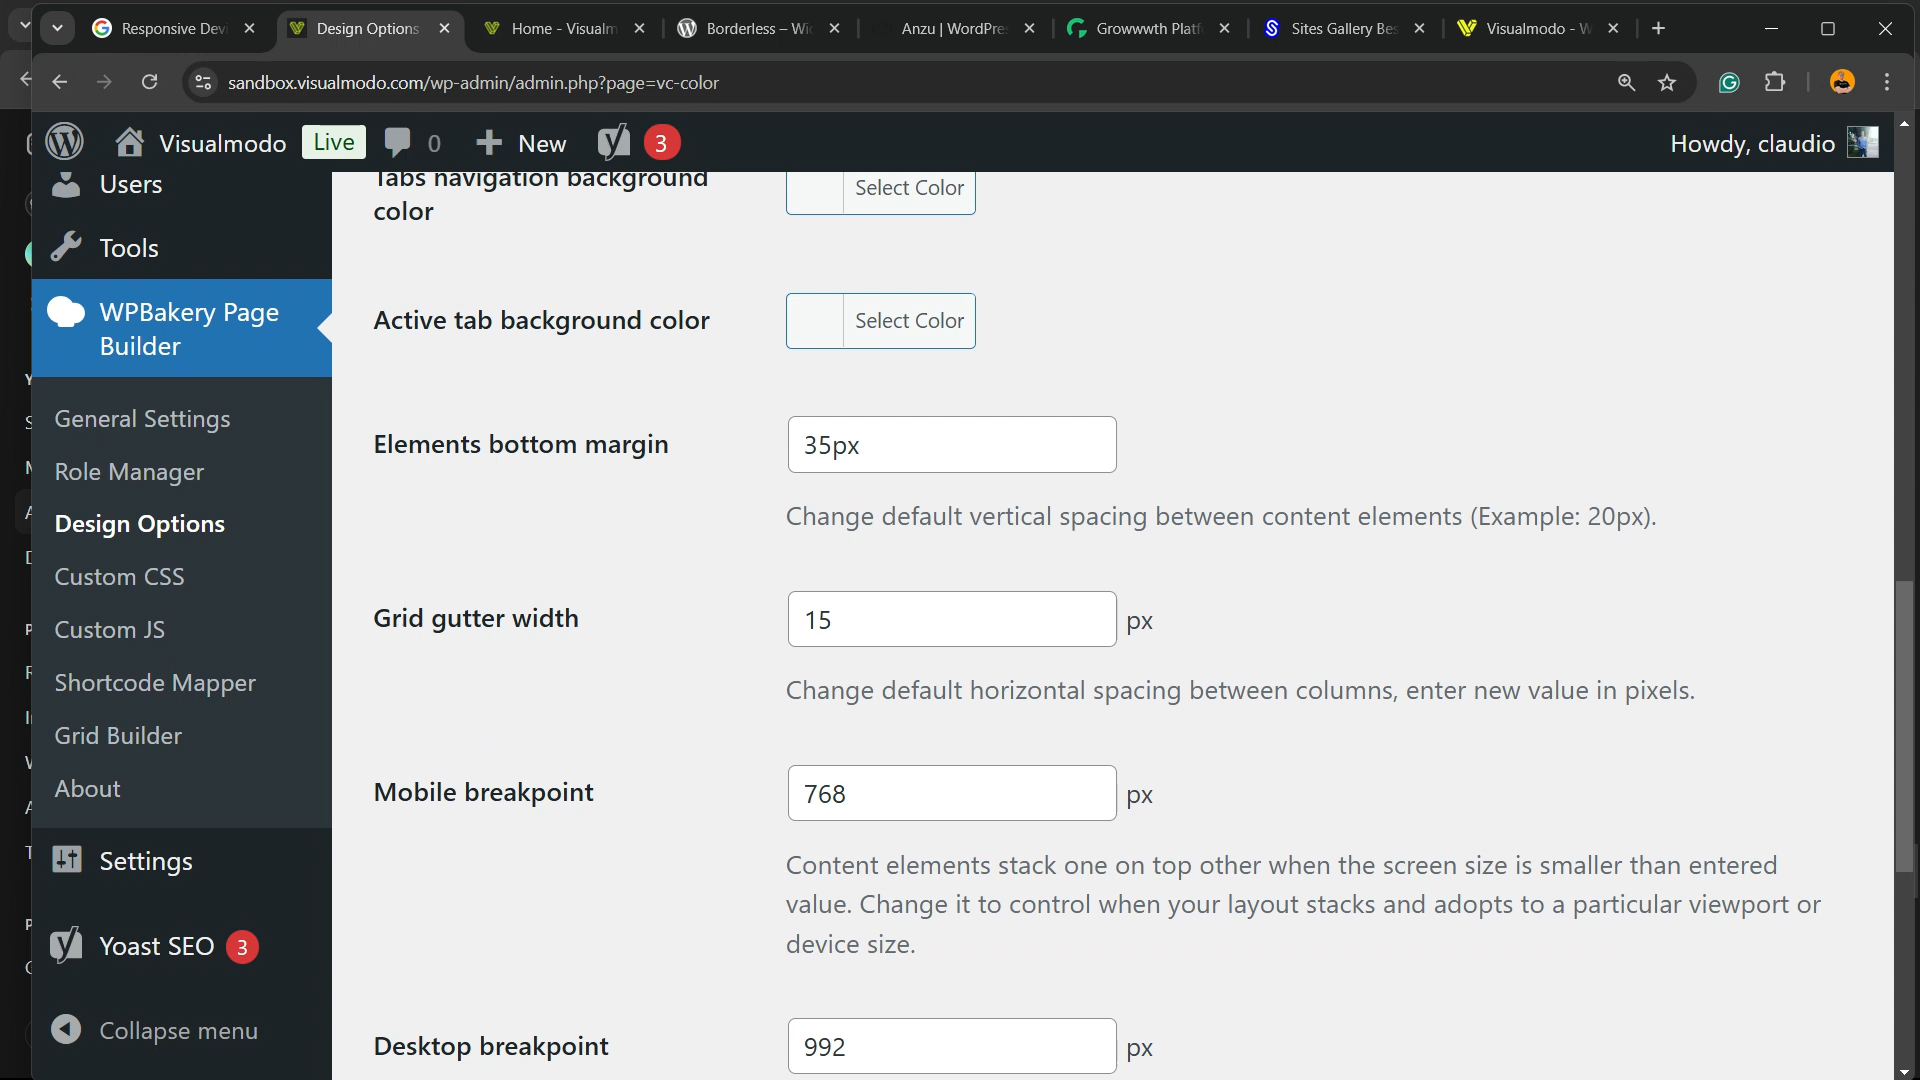 Responsive Devi
Design Options
Home - Visualm
Borderless – Wo
Anzu | WordPres
Growwwth Platf
Sites Gallery Bes
Visualmodo - W
sandbox.visualmodo.com/wp-admin/admin.php?page=vc-color
Visualmodo
Live
0
New
3
Howdy, claudio
Users
Tools
WPBakery Page
Builder
General Settings
Role Manager
Design Options
Custom CSS
Custom JS
Shortcode Mapper
Grid Builder
About
Settings
Yoast SEO 3
Collapse menu
Tabs navigation background
color
Select Color
Active tab background color
Select Color
Elements bottom margin
35px
Change default vertical spacing between content elements (Example: 20px).
Grid gutter width
15 px
Change default horizontal spacing between columns, enter new value in pixels.
Mobile breakpoint
768 px
Content elements stack one on top other when the screen size is smaller than entered
value. Change it to control when your layout stacks and adopts to a particular viewport or
device size.
Desktop breakpoint
992 px